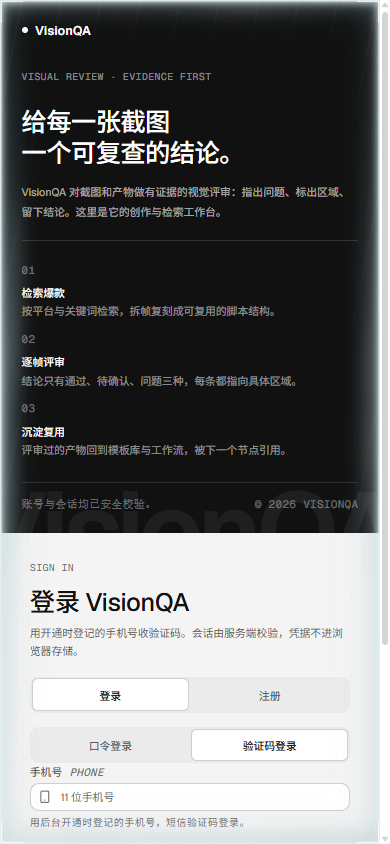 VisionQA
VISUAL REVIEW · EVIDENCE FIRST
给每一张截图
一个可复查的结论。
VisionQA 对截图和产物做有证据的视觉评审：指出问题、标出区域、
留下结论。这里是它的创作与检索工作台。
01
检索爆款
按平台与关键词检索，拆帧复刻成可复用的脚本结构。
02
逐帧评审
结论只有通过、待确认、问题三种，每条都指向具体区域。
03
沉淀复用
评审过的产物回到模板库与工作流，被下一个节点引用。
VisionQA
账号与会话均已安全校验。 © 2026 VISIONQA
SIGN IN
登录 VisionQA
用开通时登记的手机号收验证码。会话由服务端校验，凭据不进浏
览器存储。
登录 注册
口令登录 验证码登录
手机号 PHONE
11 位手机号
用后台开通时登记的手机号，短信验证码登录。